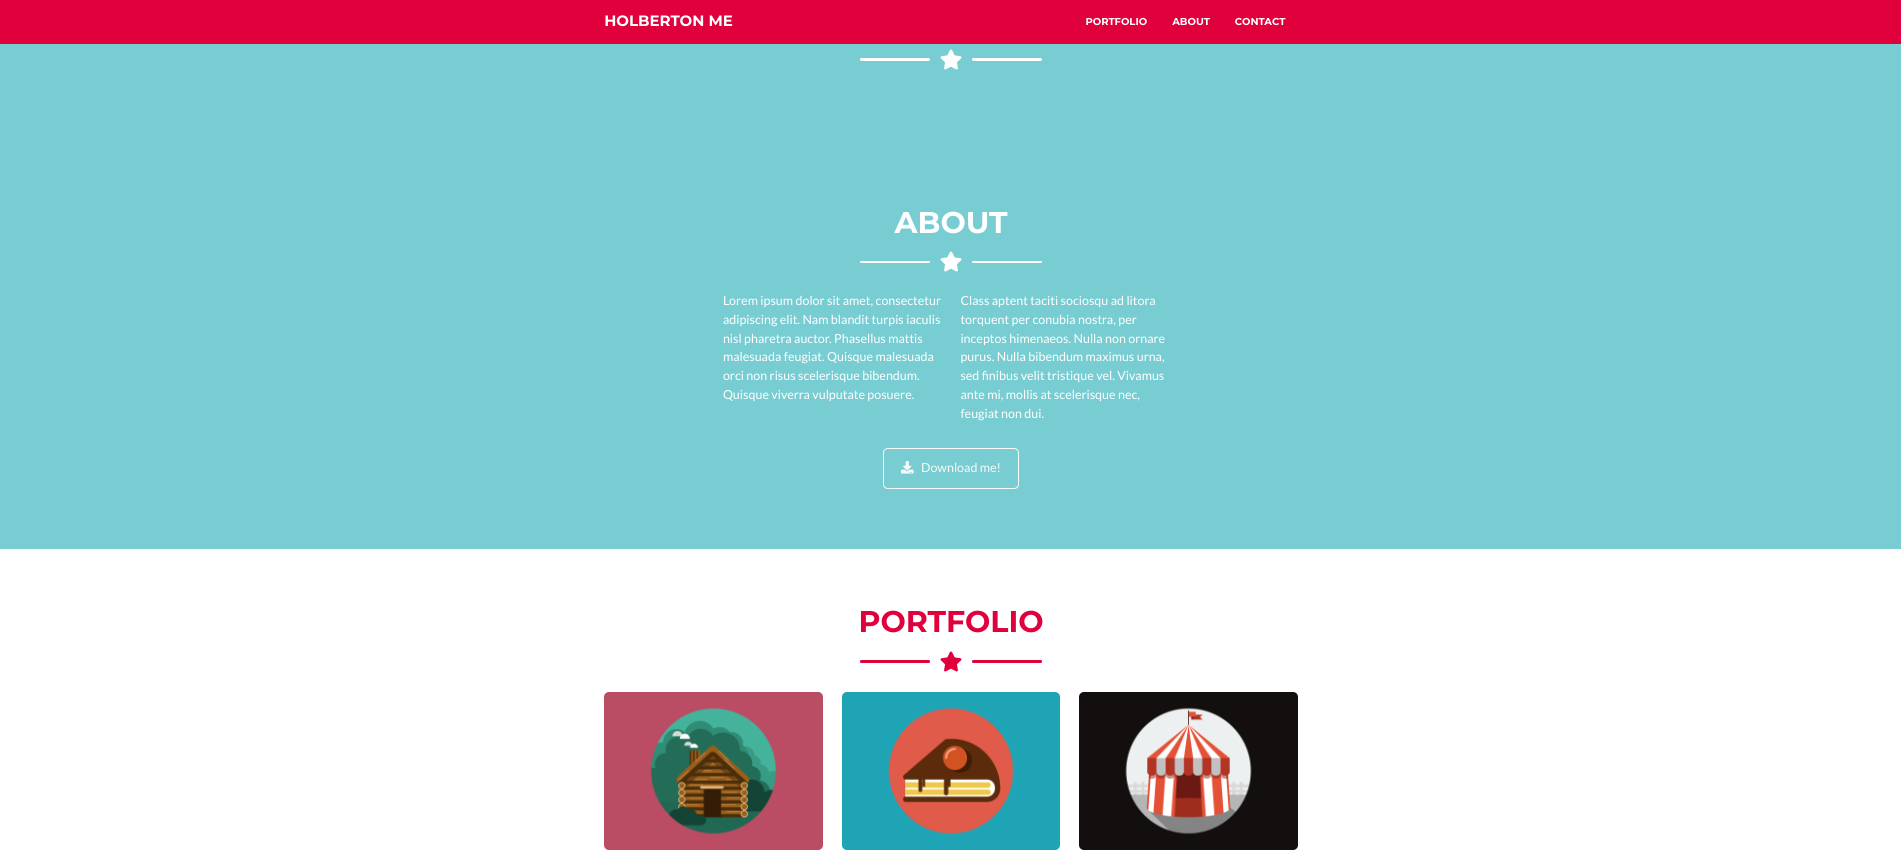 HOLBERTON ME
PORTFOLIO
ABOUT
CONTACT
ABOUT
Lorem ipsum dolor sit amet, consectetur
adipiscing elit. Nam blandit turpis iaculis
nisl pharetra auctor. Phasellus mattis
malesuada feugiat. Quisque malesuada
orci non risus scelerisque bibendum.
Quisque viverra vulputate posuere.
Class aptent taciti sociosqu ad litora
torquent per conubia nostra, per
inceptos himenaeos. Nulla non ornare
purus. Nulla bibendum maximus urna,
sed finibus velit tristique vel. Vivamus
ante mi, mollis at scelerisque nec,
feugiat non dui.
Download me!
PORTFOLIO